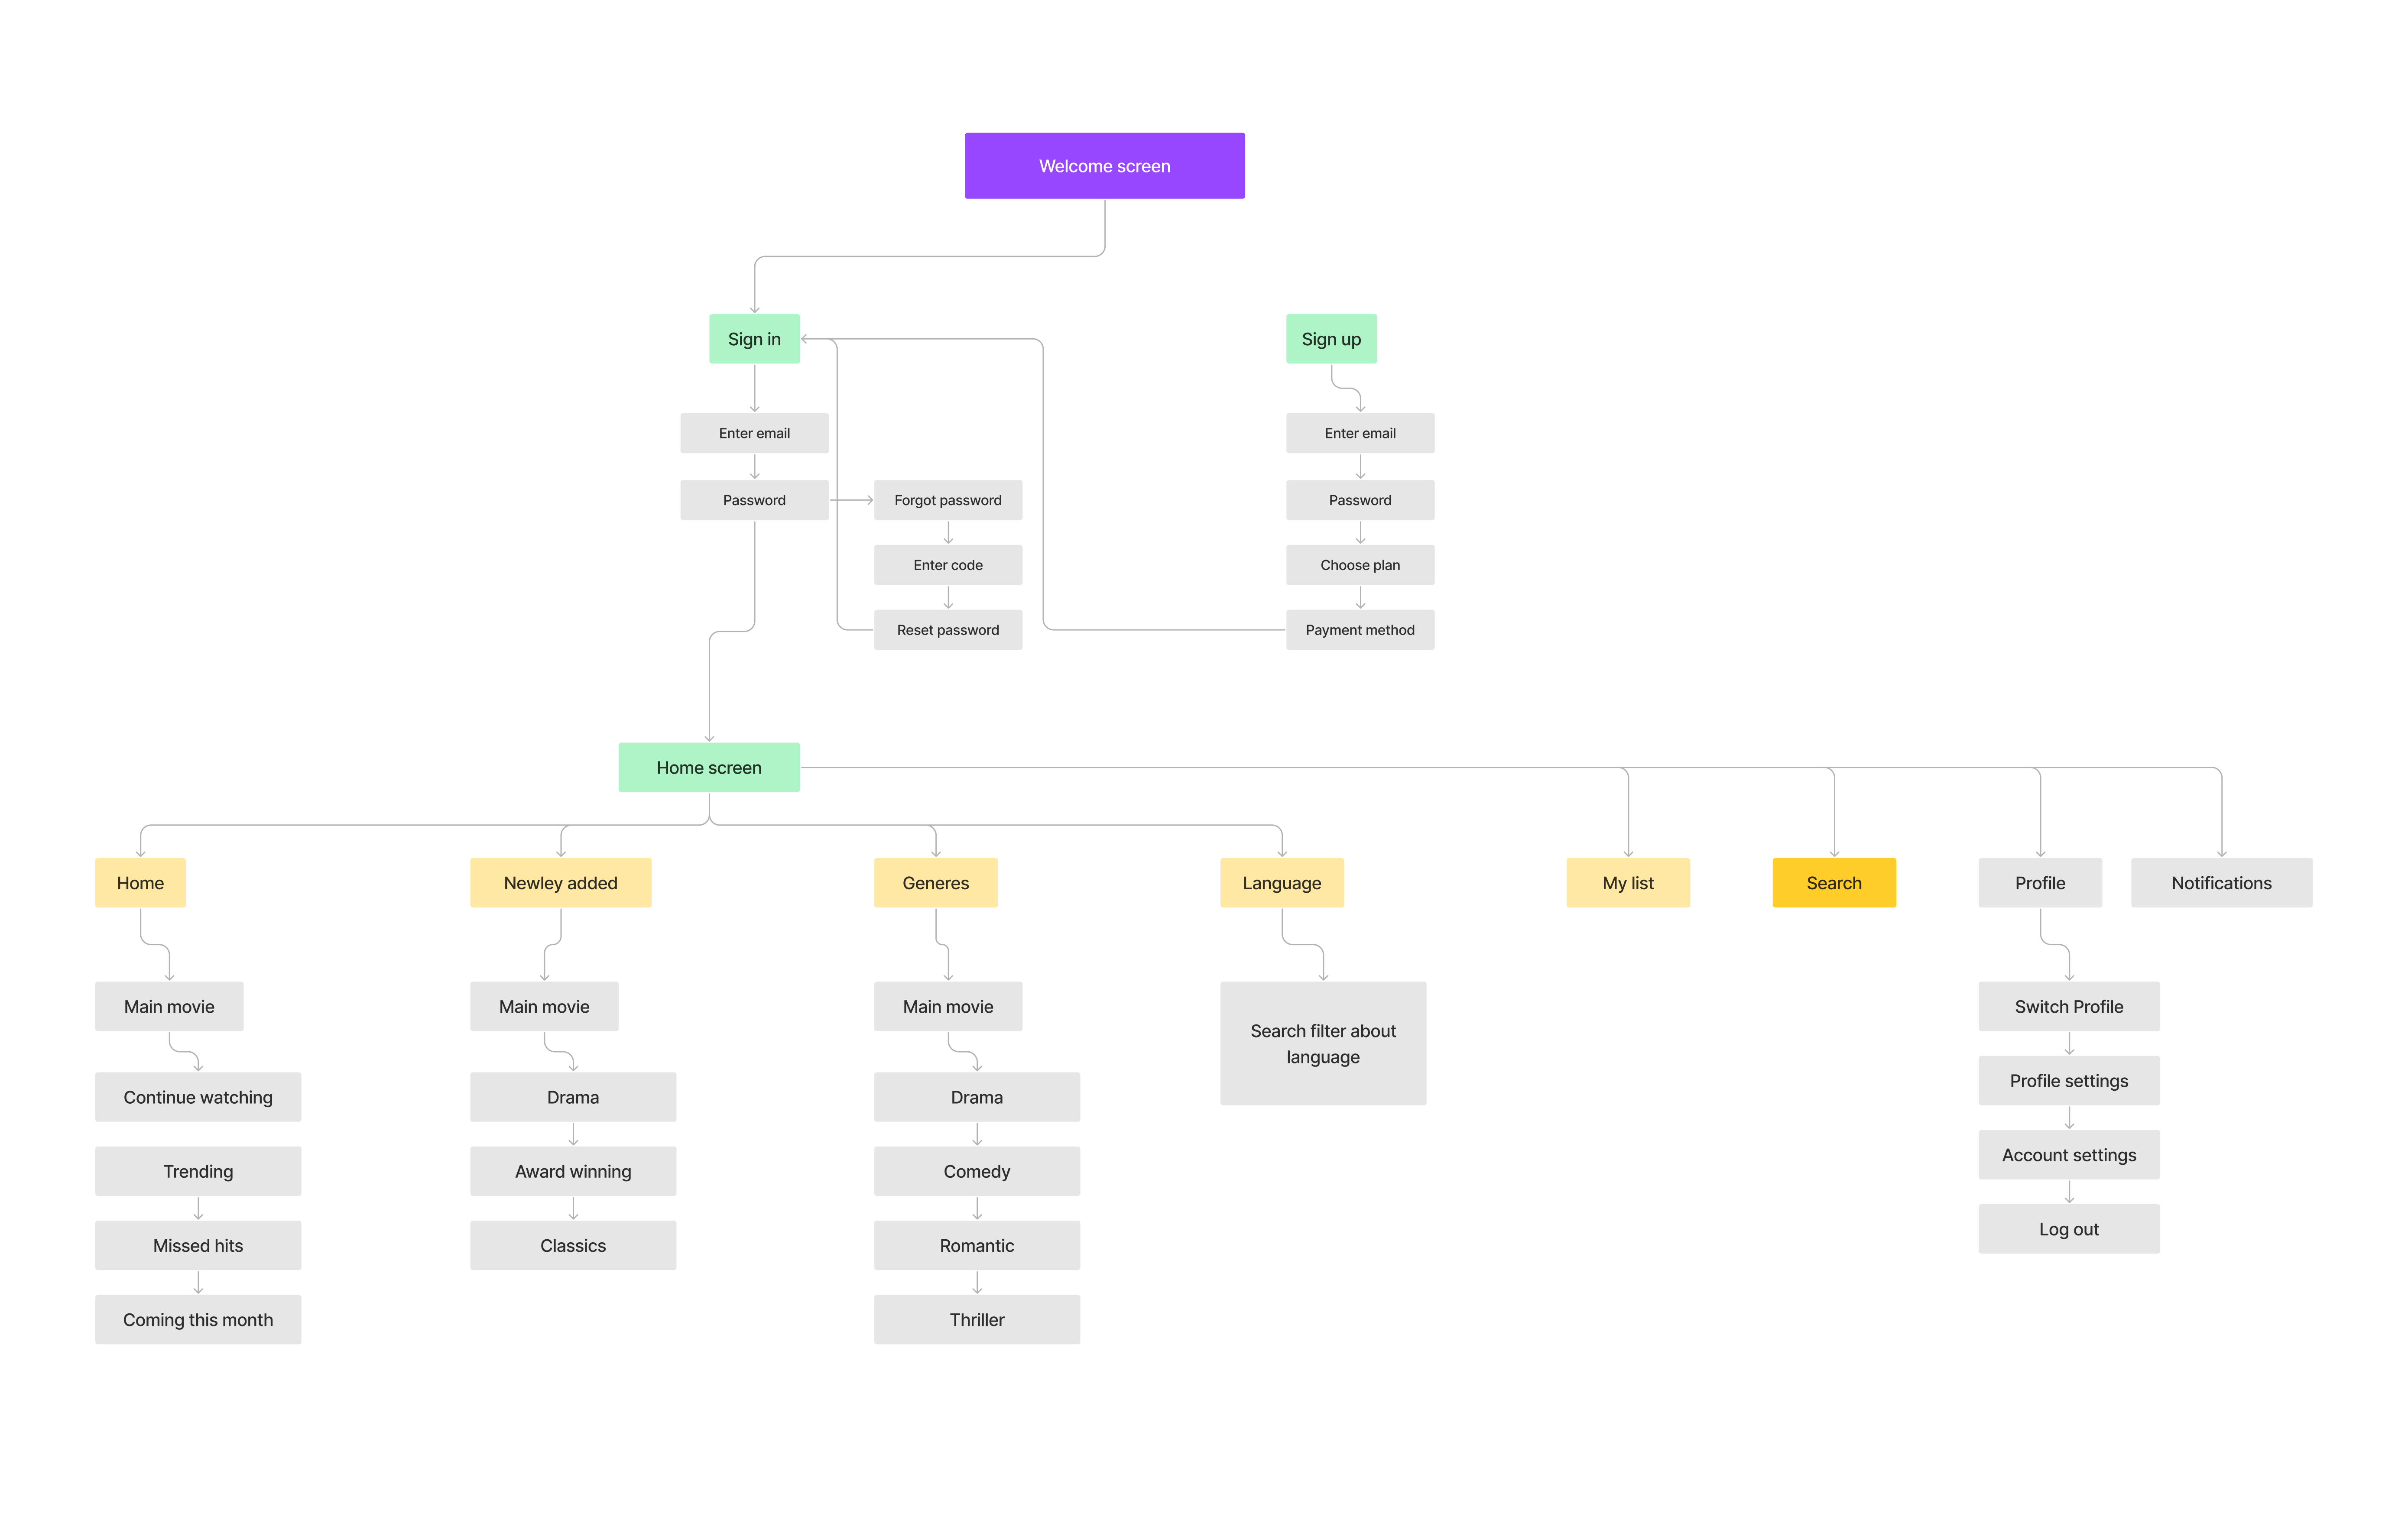 Welcome screen
Sign in
Sign up
Enter email
Enter email
Password
Forgot password
Password
Enter code
Choose plan
Reset password
Payment method
Home screen
Home
Newley added
Generes
Language
My list
Search
Profile
Notifications
Main movie
Main movie
Main movie
Search filter about
language
Switch Profile
Continue watching
Drama
Drama
Profile settings
Trending
Award winning
Comedy
Account settings
Missed hits
Classics
Romantic
Log out
Coming this month
Thriller